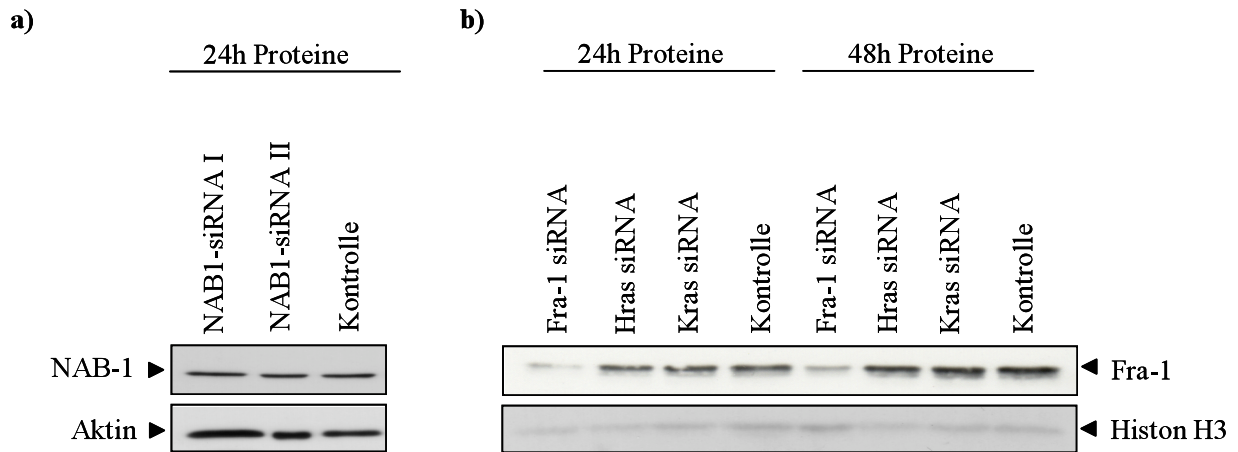 a)
24h Proteine
NAB1-siRNA I
NAB1-siRNA II
Kontrolle
NAB-1
Aktin
b)
24h Proteine
48h Proteine
Fra-1 siRNA
Hras siRNA
Kras siRNA
Kontrolle
Fra-1 siRNA
Hras siRNA
Kras siRNA
Kontrolle
Fra-1
Histon H3